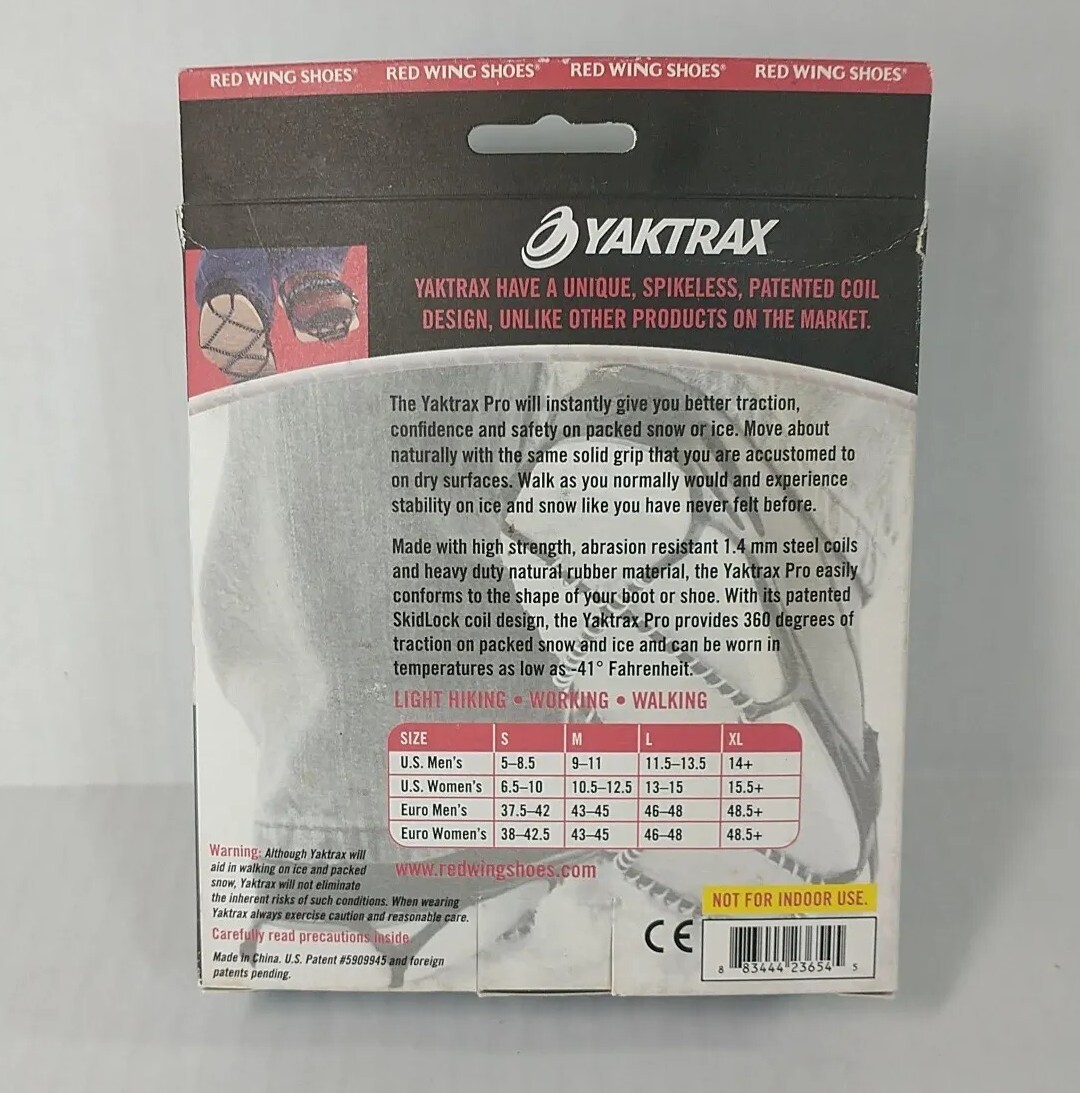 RED WING SHOES® RED WING SHOES® RED WING SHOES® RED WING SHOES®
YAKTRAX
YAKTRAX HAVE A UNIQUE, SPIKELESS, PATENTED COIL
DESIGN, UNLIKE OTHER PRODUCTS ON THE MARKET.
The Yaktrax Pro will instantly give you better traction,
confidence and safety on packed snow or ice. Move about
naturally with the same solid grip that you are accustomed to
on dry surfaces. Walk as you normally would and experience
stability on ice and snow like you have never felt before.
Made with high strength, abrasion resistant 1.4 mm steel coils
and heavy duty natural rubber material, the Yaktrax Pro easily
conforms to the shape of your boot or shoe. With its patented
SkidLock coil design, the Yaktrax Pro provides 360 degrees of
traction on packed snow and ice and can be worn in
temperatures as low as -41° Fahrenheit.
LIGHT HIKING • WORKING • WALKING
SIZE S M L XL
U.S. Men's 5–8.5 9–11 11.5–13.5 14+
U.S. Women's 6.5–10 10.5–12.5 13–15 15.5+
Euro Men's 37.5–42 43–45 46–48 48.5+
Euro Women's 38–42.5 43–45 46–48 48.5+
Warning: Although Yaktrax will
aid in walking on ice and packed
snow, Yaktrax will not eliminate
the inherent risks of such conditions. When wearing
Yaktrax always exercise caution and reasonable care.
Carefully read precautions inside
Made in China. U.S. Patent #5909945 and foreign
patents pending.
www.redwingshoes.com
NOT FOR INDOOR USE.
CE
8 83444 23654 5